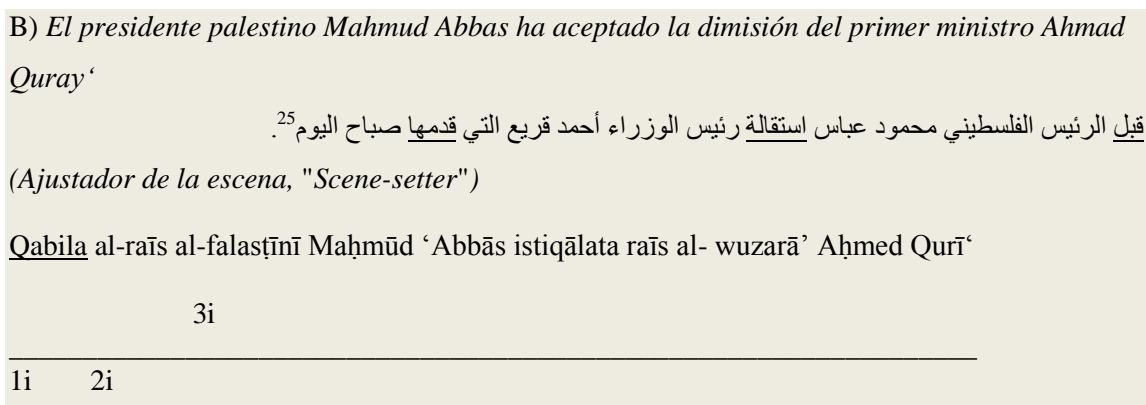 B) El presidente palestino Mahmud Abbas ha aceptado la dimisión del primer ministro Ahmad
Quray‘
قبل الرئيس الفلسطيني محمود عباس استقالة رئيس الوزراء أحمد قريع التي قدمها صباح اليوم25.
(Ajustador de la escena, "Scene-setter")
Qabila al-raīs al-falasṭīnī Maḥmūd ‘Abbās istiqālata raīs al- wuzarā’ Aḥmed Qurī‘
3i
1i 2i